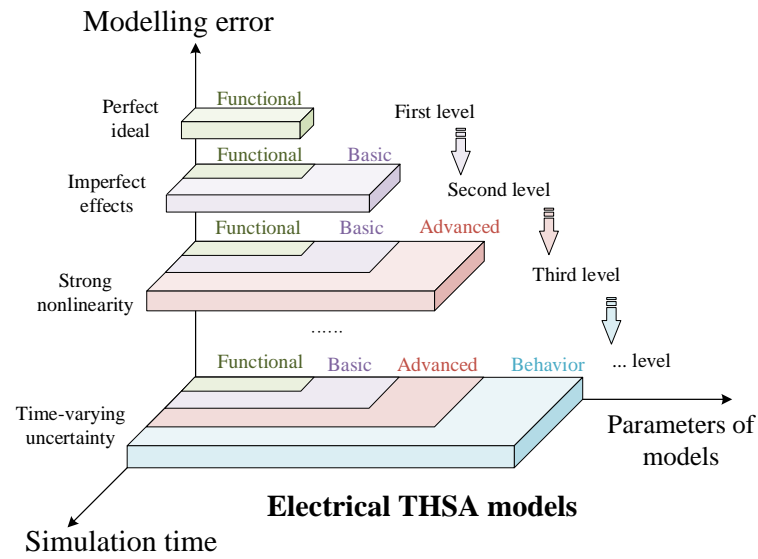 Modelling error
Perfect
ideal
Functional
First level
Imperfect
effects
Functional
Basic
Second level
Strong
nonlinearity
Functional
Basic
Advanced
Third level
......
Time-varying
uncertainty
Functional
Basic
Advanced
Behavior
... level
Parameters of
models
Electrical THSA models
Simulation time